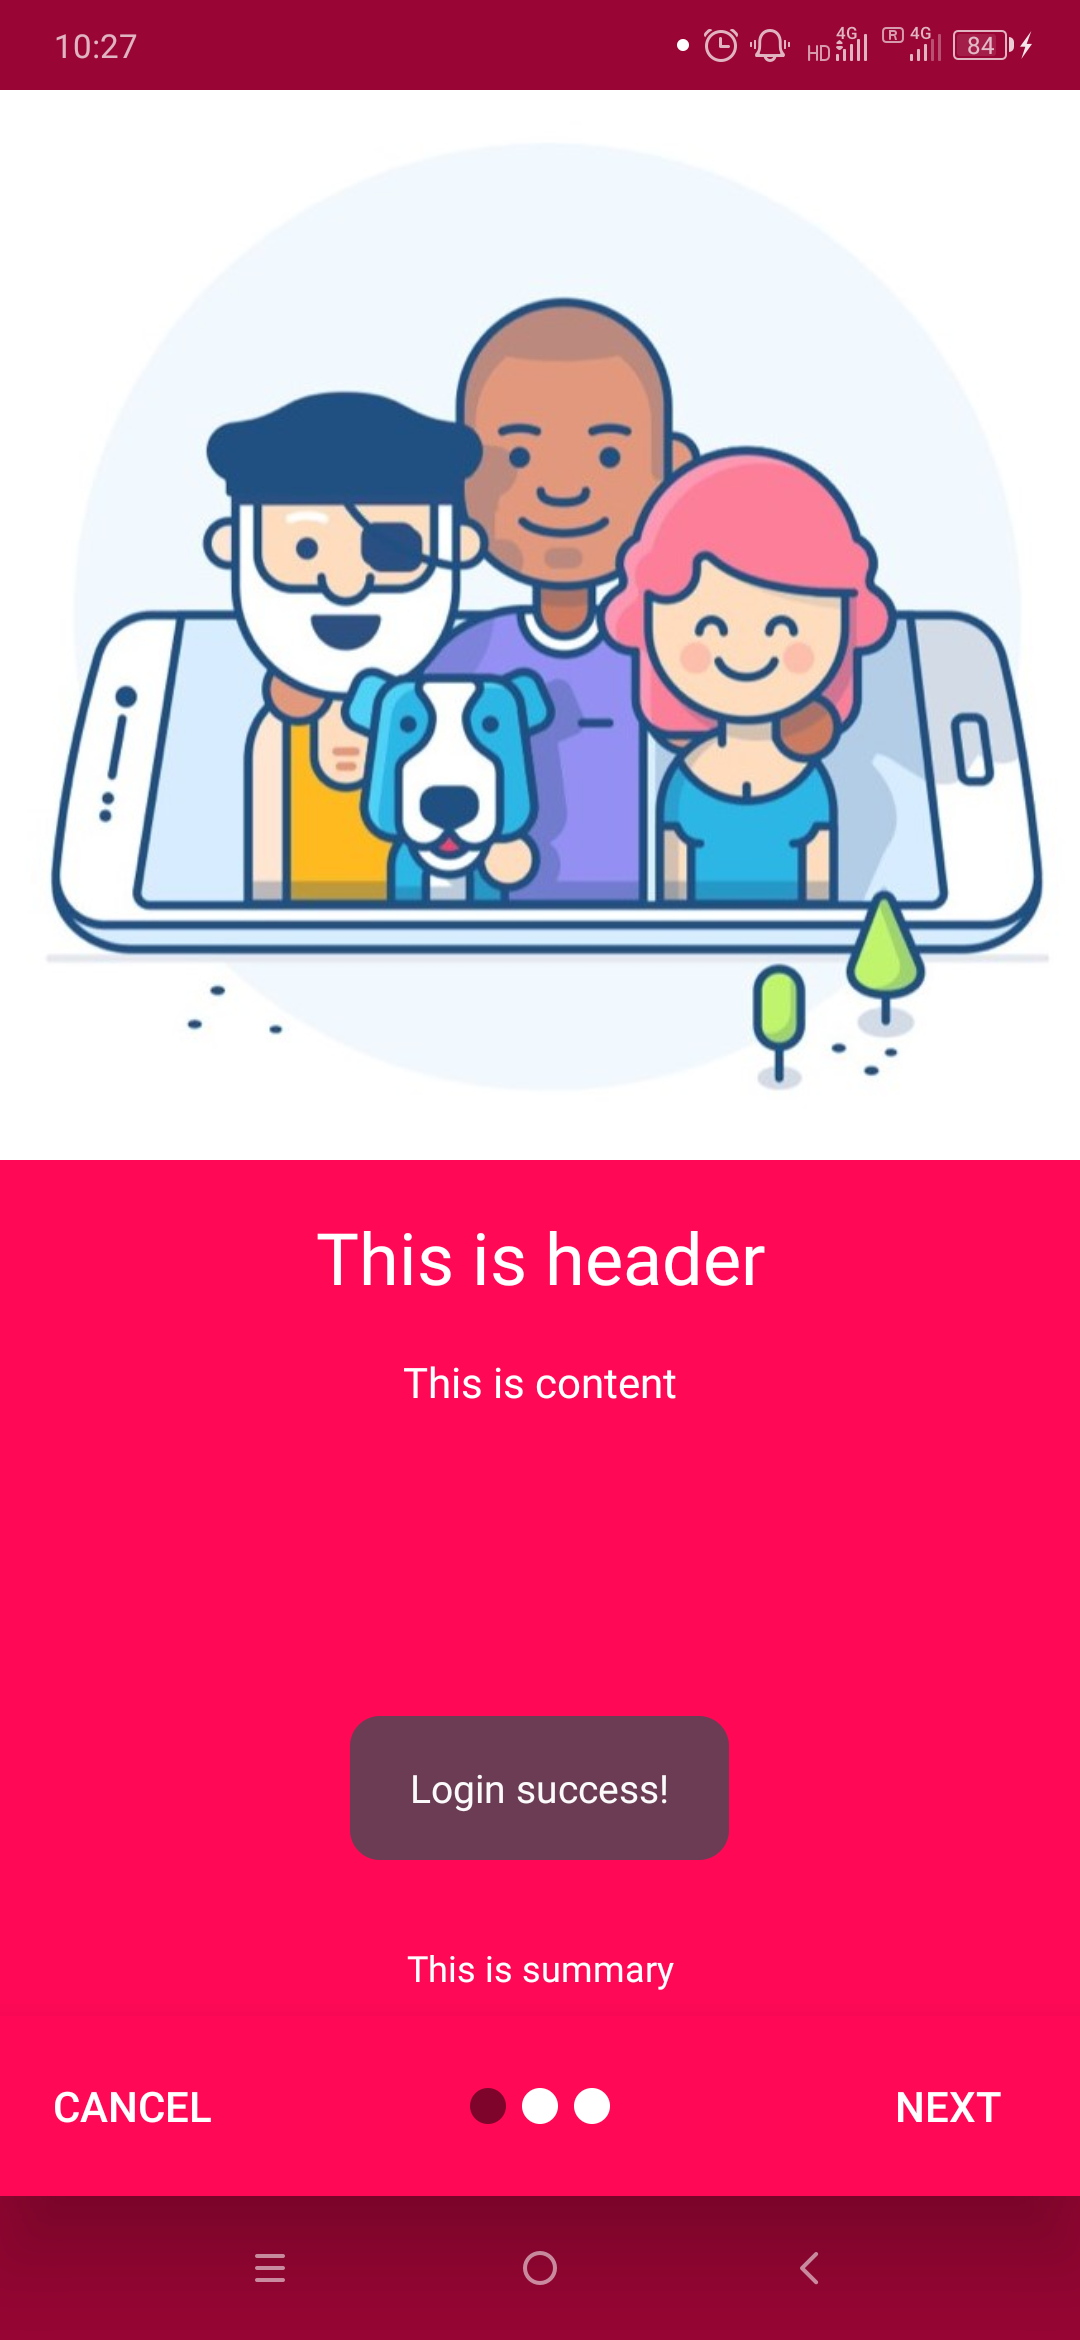 10:27
HD 4G R 4G 84
This is header
This is content
Login success!
This is summary
CANCEL
NEXT